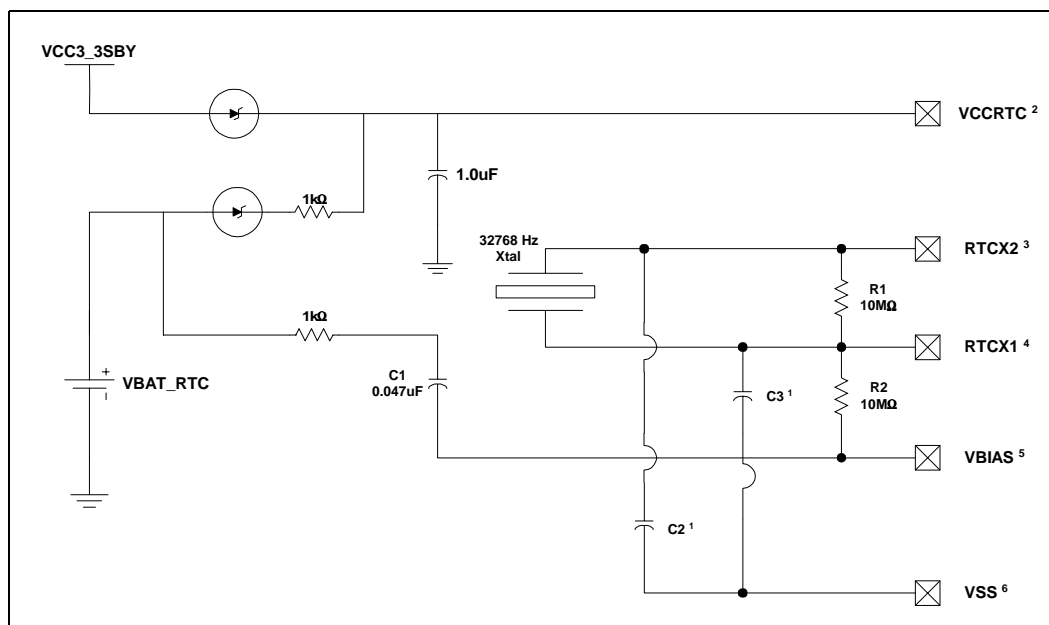 VCC3_3SBY
VCCRTC ²
1.0uF
1kΩ
32768 Hz
Xtal
RTCX2 ³
R1
10MΩ
1kΩ
RTCX1 ⁴
C1
0.047uF
+
VBAT_RTC
-
C3 ¹
R2
10MΩ
VBIAS ⁵
C2 ¹
VSS ⁶